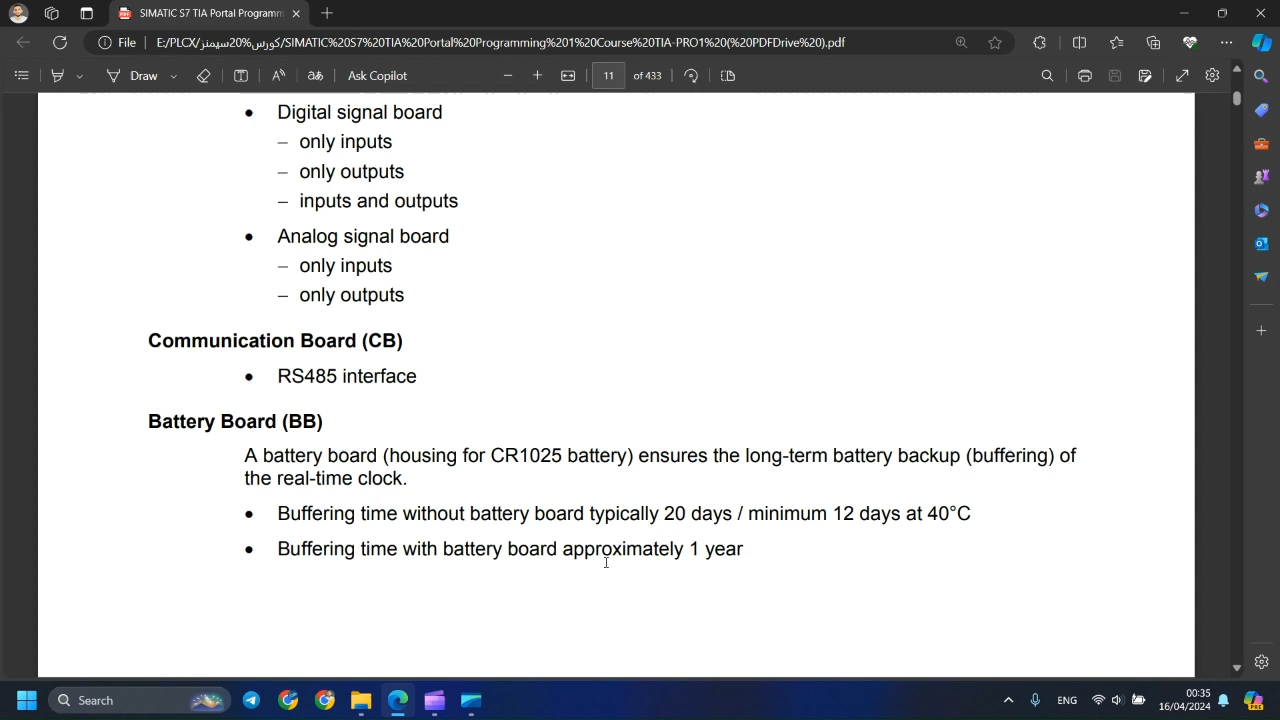 SIMATIC S7 TIA Portal Programm
File
E:/PLCX/کورس%20سیمنز/SIMATIC%20S7%20TIA%20Portal%20Programming%201%20Course%20TIA-PRO1%20(%20PDFDrive%20).pdf
Draw
Ask Copilot
11 of 433
• Digital signal board
– only inputs
– only outputs
– inputs and outputs
• Analog signal board
– only inputs
– only outputs
Communication Board (CB)
• RS485 interface
Battery Board (BB)
A battery board (housing for CR1025 battery) ensures the long-term battery backup (buffering) of
the real-time clock.
• Buffering time without battery board typically 20 days / minimum 12 days at 40°C
• Buffering time with battery board approximately 1 year
Search
ENG
00:35
16/04/2024